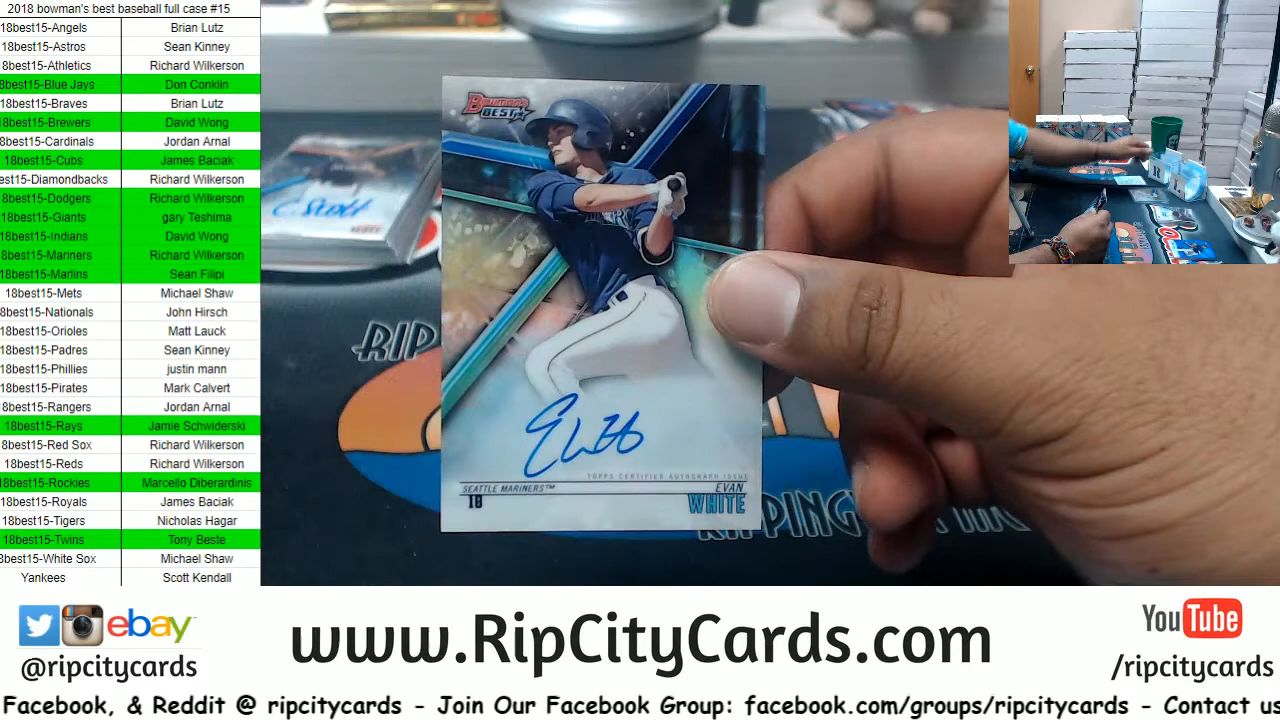 2018 bowman's best baseball full case #15
18best15-Angels Brian Lutz
18best15-Astros Sean Kinney
18best15-Athletics Richard Wilkerson
8best15-Blue Jays Don Conklin
18best15-Braves Brian Lutz
8best15-Brewers David Wong
8best15-Cardinals Jordan Arnal
18best15-Cubs James Baciak
est15-Diamondbacks Richard Wilkerson
8best15-Dodgers Richard Wilkerson
8best15-Giants gary Teshima
8best15-Indians David Wong
8best15-Mariners Richard Wilkerson
8best15-Marlins Sean Filipi
18best15-Mets Michael Shaw
8best15-Nationals John Hirsch
18best15-Orioles Matt Lauck
18best15-Padres Sean Kinney
18best15-Phillies justin mann
18best15-Pirates Mark Calvert
18best15-Rangers Jordan Arnal
18best15-Rays Jamie Schwiderski
8best15-Red Sox Richard Wilkerson
18best15-Reds Richard Wilkerson
8best15-Rockies Marcello Diberardinis
18best15-Royals James Baciak
18best15-Tigers Nicholas Hagar
18best15-Twins Tony Beste
8best15-White Sox Michael Shaw
Yankees Scott Kendall
Bowman's
BEST
TOPPS CERTIFIED AUTOGRAPH ISSUE
SEATTLE MARINERS™ EVAN
1B WHITE
RIP
RIPPING
ebay
@ripcitycards
www.RipCityCards.com
YouTube
/ripcitycards
Facebook, & Reddit @ ripcitycards - Join Our Facebook Group: facebook.com/groups/ripcitycards - Contact us